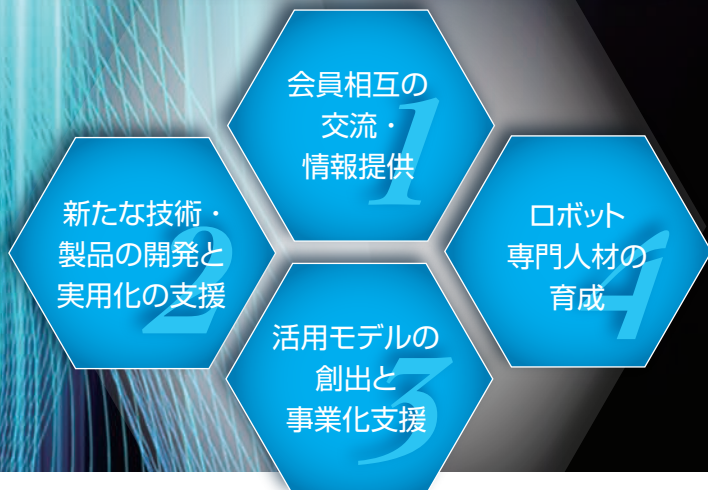 1
会員相互の
交流・
情報提供
2
新たな技術・
製品の開発と
実用化の支援
3
活用モデルの
創出と
事業化支援
4
ロボット
専門人材の
育成